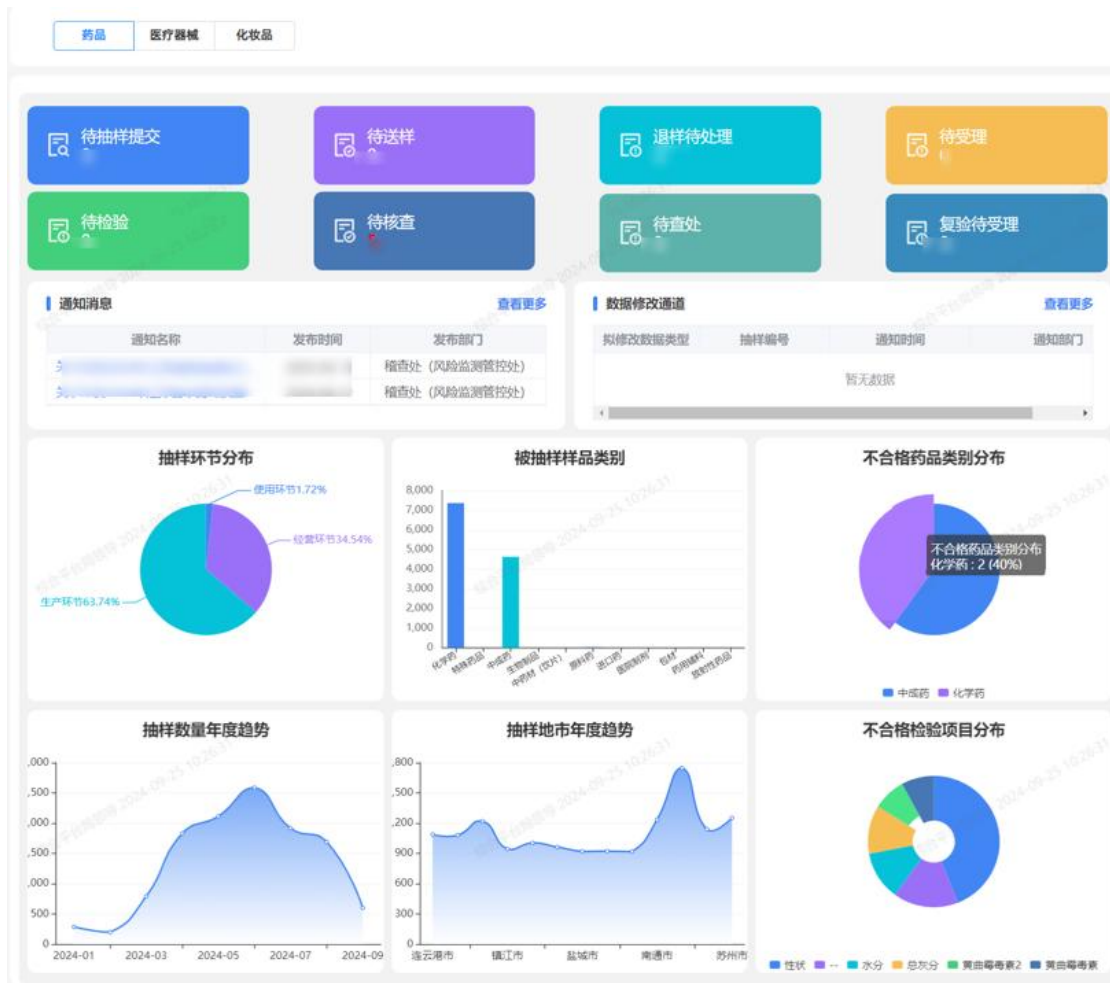 药品 医疗器械 化妆品
待抽样提交 待送样 退样待处理 待受理
待检验 待核查 待查处 复验待受理
通知消息 查看更多 数据修改通道 查看更多
通知名称 发布时间 发布部门 拟修改数据类型 抽样编号 通知时间 通知部门
稽查处（风险监测管控处）
暂无数据
稽查处（风险监测管控处）
抽样环节分布
使用环节1.72%
经营环节34.54%
生产环节63.74%
被抽样样品类别
8,000
7,000
6,000
5,000
4,000
3,000
2,000
1,000
0
化学药 特殊药品 中成药 生物制品 中药材（饮片） 原料药 进口药 医院制剂 包材 药用辅料 放射性药品
不合格药品类别分布
不合格药品类别分布
化学药 : 2 (40%)
中成药 化学药
抽样数量年度趋势
,000
,500
,000
,500
,000
500
0
2024-01 2024-03 2024-05 2024-07 2024-09
抽样地市年度趋势
,800
,500
,200
900
600
300
0
连云港市 镇江市 盐城市 南通市 苏州市
不合格检验项目分布
性状 -- 水分 总灰分 黄曲霉毒素2 黄曲霉毒素
2024-09-25 10:26:31